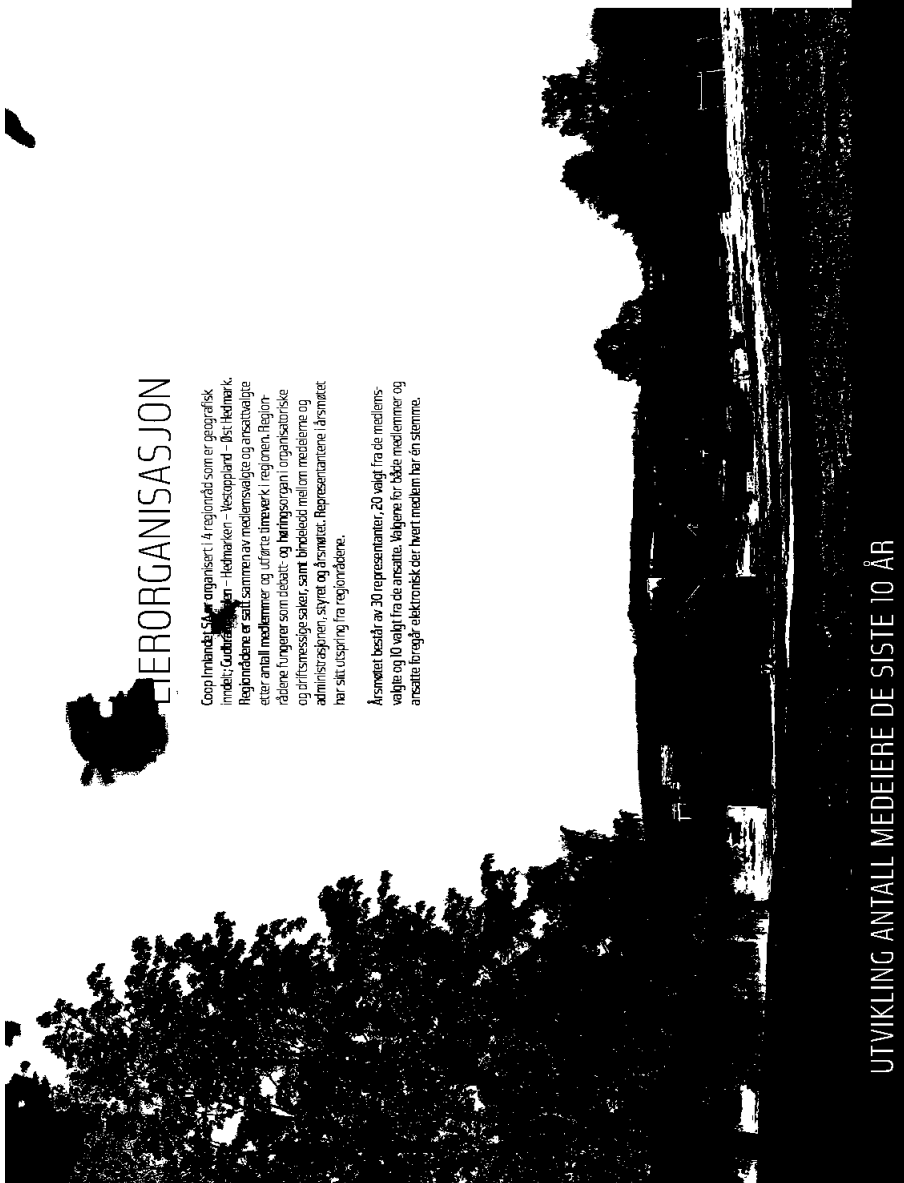 EIERORGANISASJON
Coop Innlandet SA er organisert i 4 regionråd som er geografisk
inndelt; Gudbrandsdalen – Hedmarken – Vestoppland – Øst Hedmark.
Regionrådene er satt sammen av medlemsvalgte og ansattvalgte
etter antall medlemmer og utførte timeverk i regionen. Region-
rådene fungerer som debatt- og høringsorgan i organisatoriske
og driftsmessige saker, samt bindeledd mellom medeierne og
administrasjonen, styret og årsmøtet. Representantene i årsmøtet
har sitt utspring fra regionrådene.
Årsmøtet består av 30 representanter, 20 valgt fra de medlems-
valgte og 10 valgt fra de ansatte. Valgene for både medlemmer og
ansatte foregår elektronisk der hvert medlem har én stemme.
UTVIKLING ANTALL MEDEIERE DE SISTE 10 ÅR